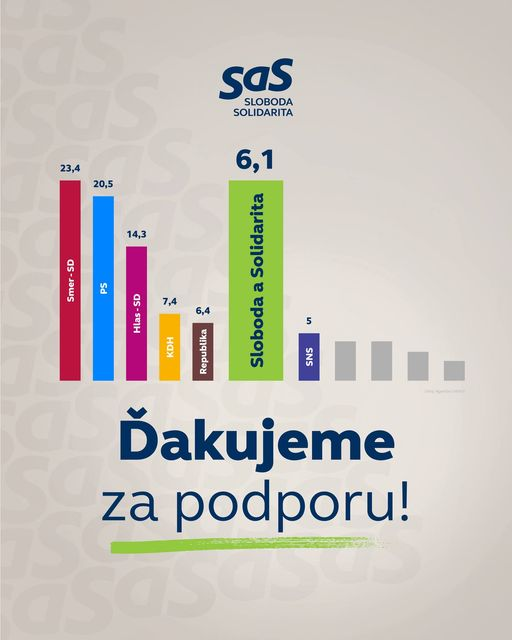 SaS
SLOBODA
SOLIDARITA
6,1
23,4
20,5
14,3
7,4
6,4
5
Smer - SD
PS
Hlas - SD
KDH
Republika
Sloboda a Solidarita
SNS
Ďakujeme
za podporu!